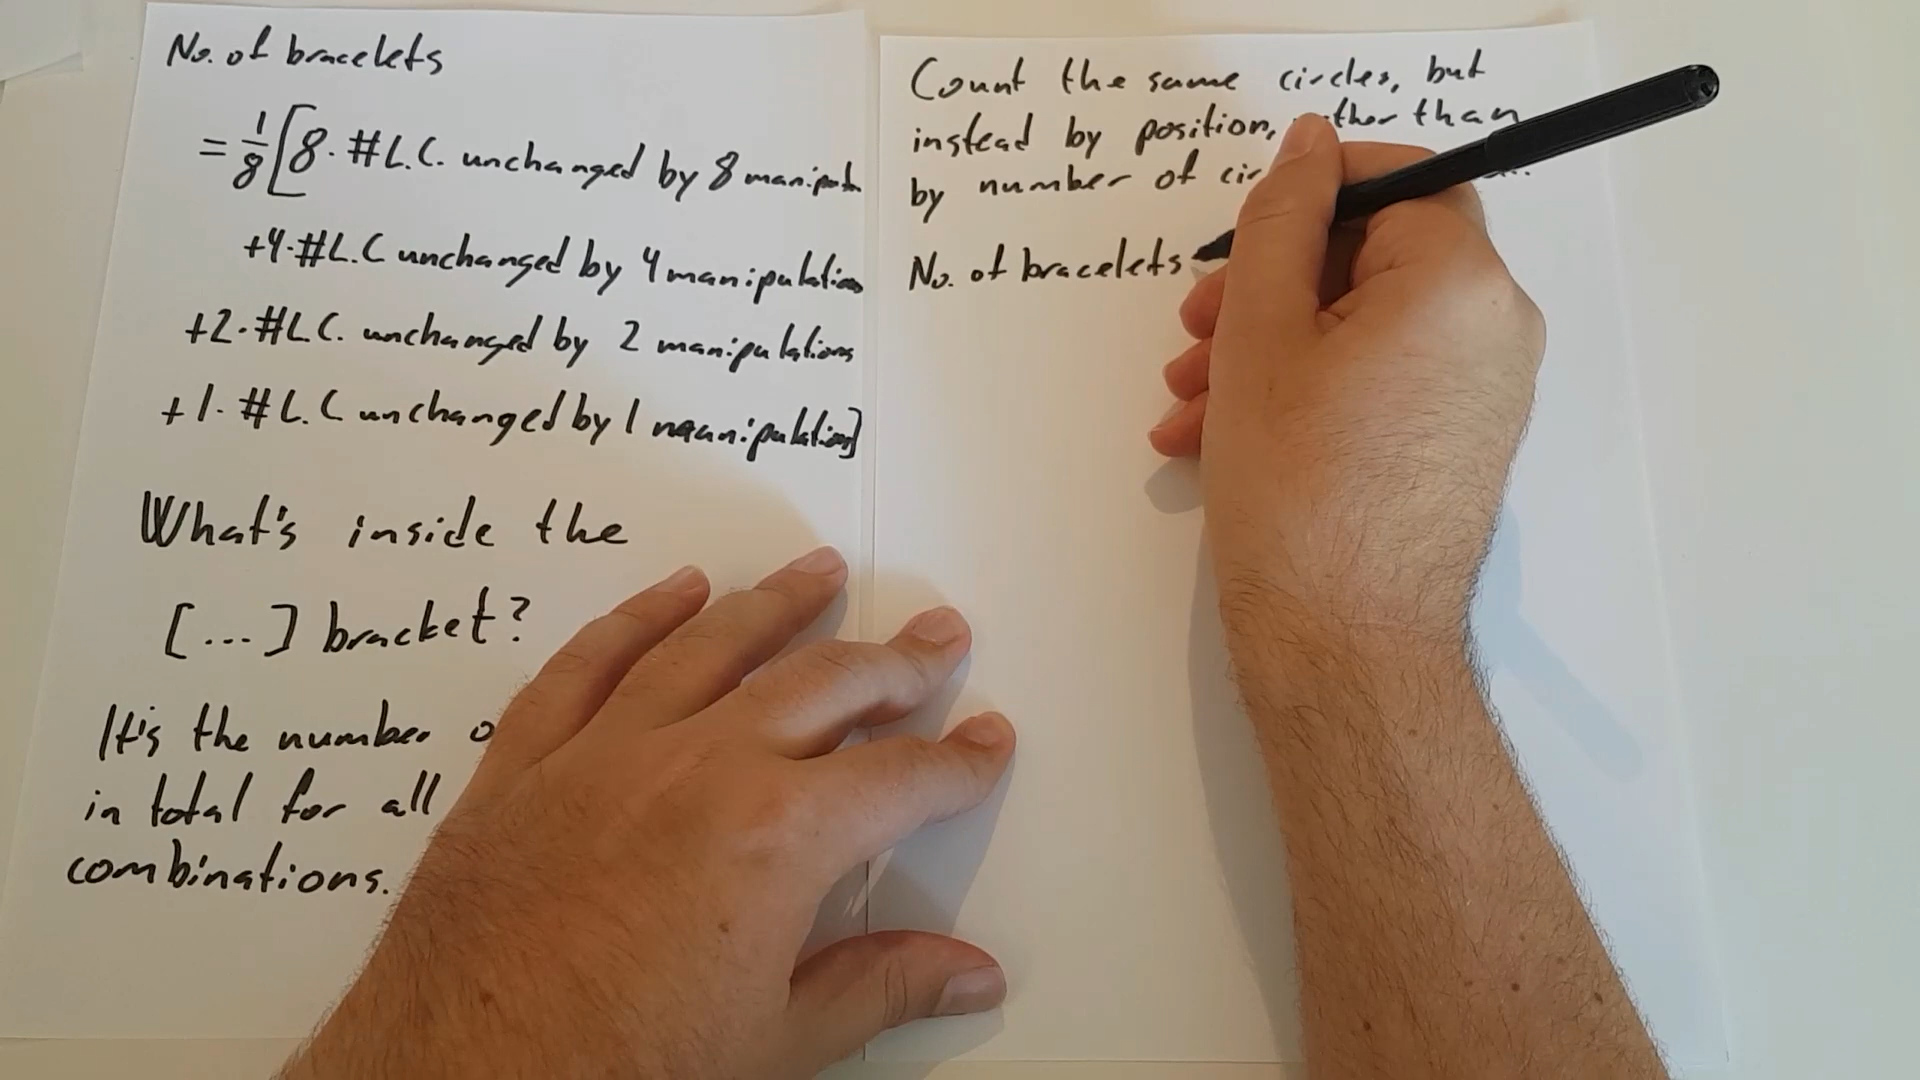 No. of bracelets
= 1/8 [8 · #L.C. unchanged by 8
+4·#L.C unchanged by 4 manipulations
+2·#L.C. unchanged by 2 manipulations
+1· #L.C unchanged by 1 manipulation]
What's inside the
[...] bracket?
It's the number
in total for all
combinations.
Count the same circles, but
instead by position, than
by number of
No. of bracelets